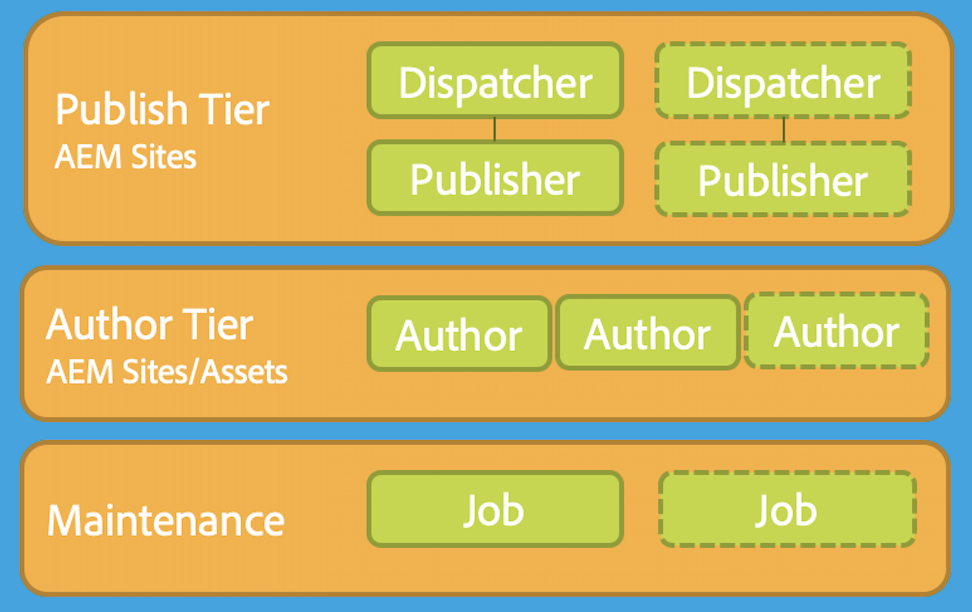 Publish Tier
AEM Sites
Dispatcher
Dispatcher
Publisher
Publisher
Author Tier
AEM Sites/Assets
Author
Author
Author
Maintenance
Job
Job